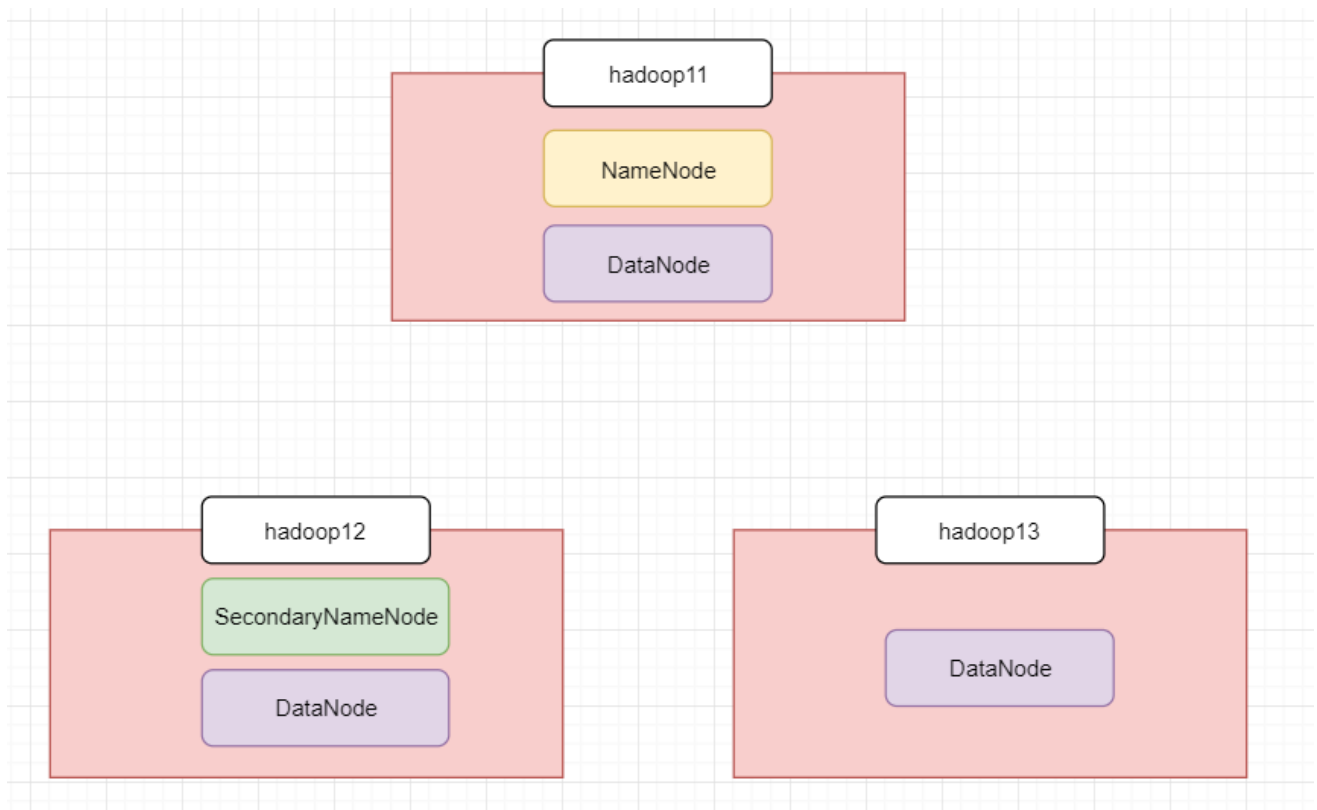 hadoop11
NameNode
DataNode
hadoop12
SecondaryNameNode
DataNode
hadoop13
DataNode